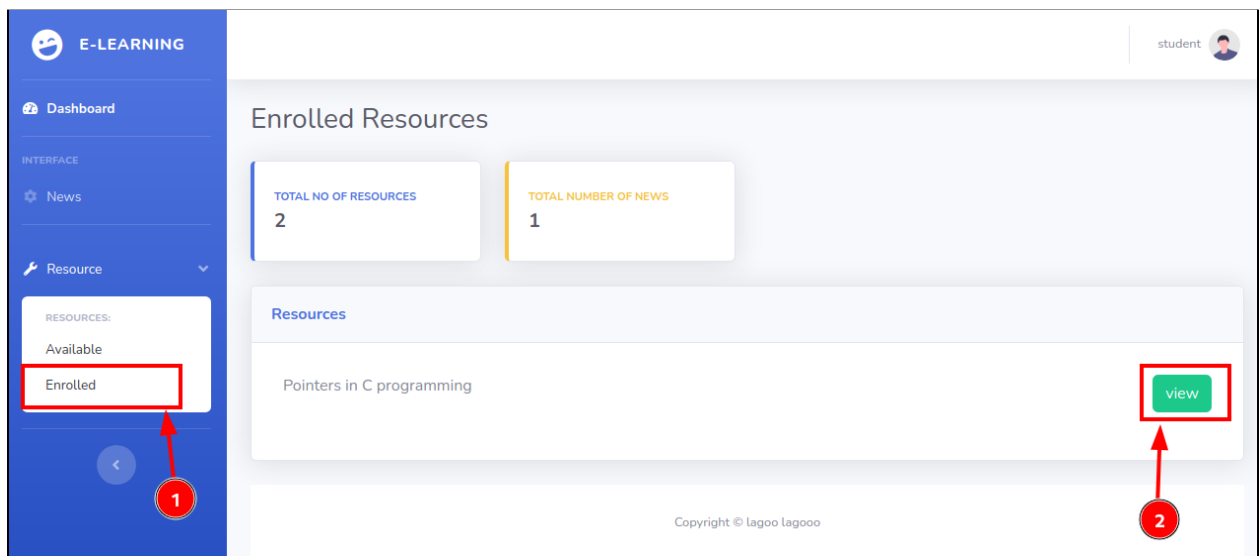 E-LEARNING
student
Dashboard
INTERFACE
News
Resource
RESOURCES:
Available
Enrolled
1
Enrolled Resources
TOTAL NO OF RESOURCES
2
TOTAL NUMBER OF NEWS
1
Resources
Pointers in C programming
view
2
Copyright © lagoo lagooo